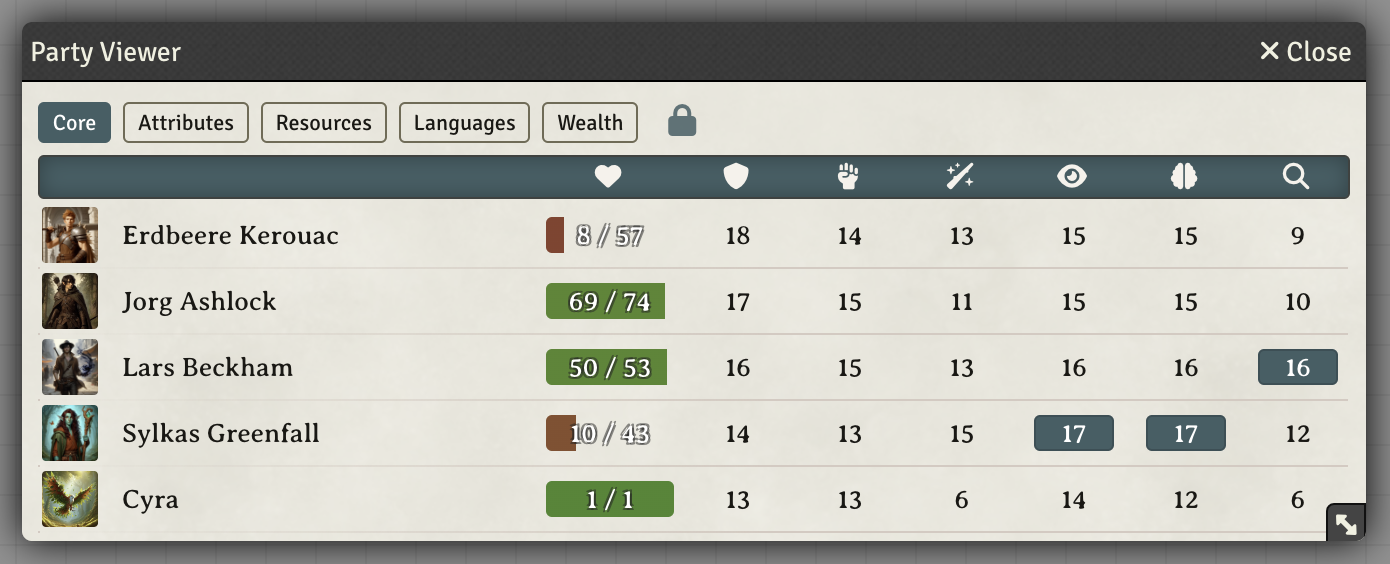 Party Viewer Close
Core Attributes Resources Languages Wealth
Erdbeere Kerouac 8 / 57 18 14 13 15 15 9
Jorg Ashlock 69 / 74 17 15 11 15 15 10
Lars Beckham 50 / 53 16 15 13 16 16 16
Sylkas Greenfall 10 / 43 14 13 15 17 17 12
Cyra 1 / 1 13 13 6 14 12 6